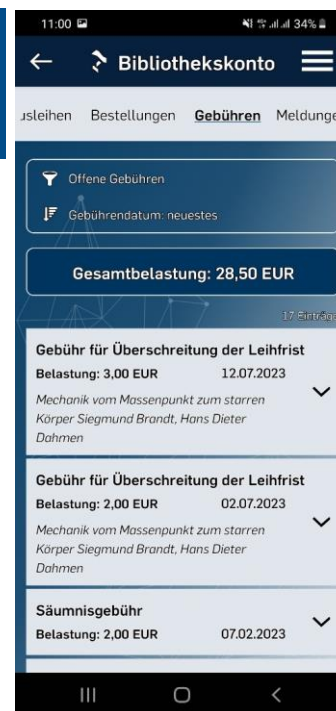 11:00
34%
Bibliothekskonto
usleihen Bestellungen Gebühren Meldunge
Offene Gebühren
Gebührendatum: neuestes
Gesamtbelastung: 28,50 EUR
17 Einträge
Gebühr für Überschreitung der Leihfrist
Belastung: 3,00 EUR 12.07.2023
Mechanik vom Massenpunkt zum starren
Körper Siegmund Brandt, Hans Dieter
Dahmen
Gebühr für Überschreitung der Leihfrist
Belastung: 2,00 EUR 02.07.2023
Mechanik vom Massenpunkt zum starren
Körper Siegmund Brandt, Hans Dieter
Dahmen
Säumnisgebühr
Belastung: 2,00 EUR 07.02.2023